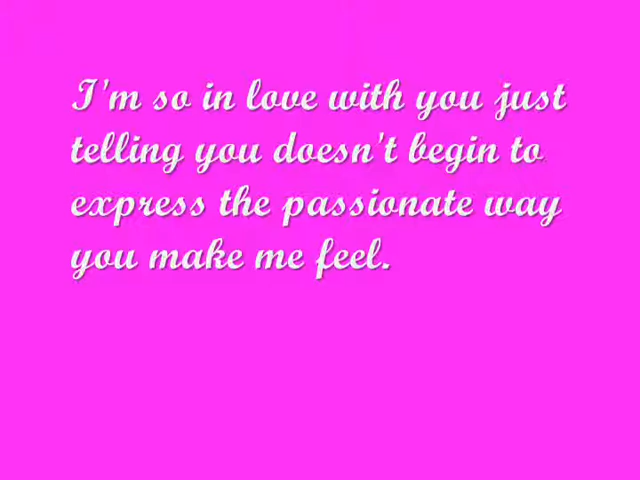 I'm so in love with you just
telling you doesn't begin to
express the passionate way
you make me feel.